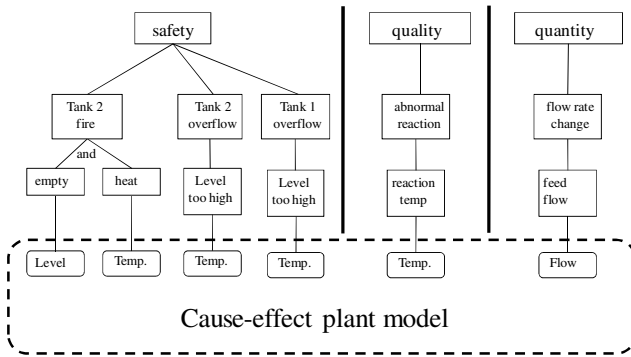 safety
quality
quantity
Tank 2
fire
Tank 2
overflow
Tank 1
overflow
abnormal
reaction
flow rate
change
and
empty
heat
Level
too high
Level
too high
reaction
temp
feed
flow
Level
Temp.
Temp.
Temp.
Temp.
Flow
Cause-effect plant model